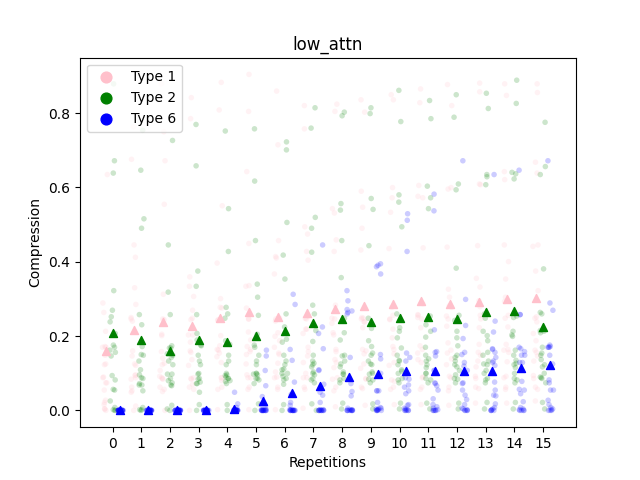 low_attn
Type 1
Type 2
Type 6
Compression
0.8
0.6
0.4
0.2
0.0
0 1 2 3 4 5 6 7 8 9 10 11 12 13 14 15
Repetitions